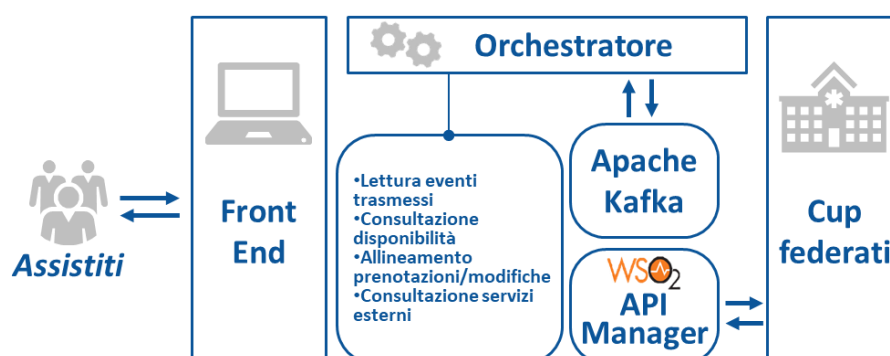 Orchestratore
Assistiti
Front
End
•Lettura eventi
trasmessi
•Consultazione
disponibilità
•Allineamento
prenotazioni/modifiche
•Consultazione servizi
esterni
Apache
Kafka
WSO2
API
Manager
Cup
federati